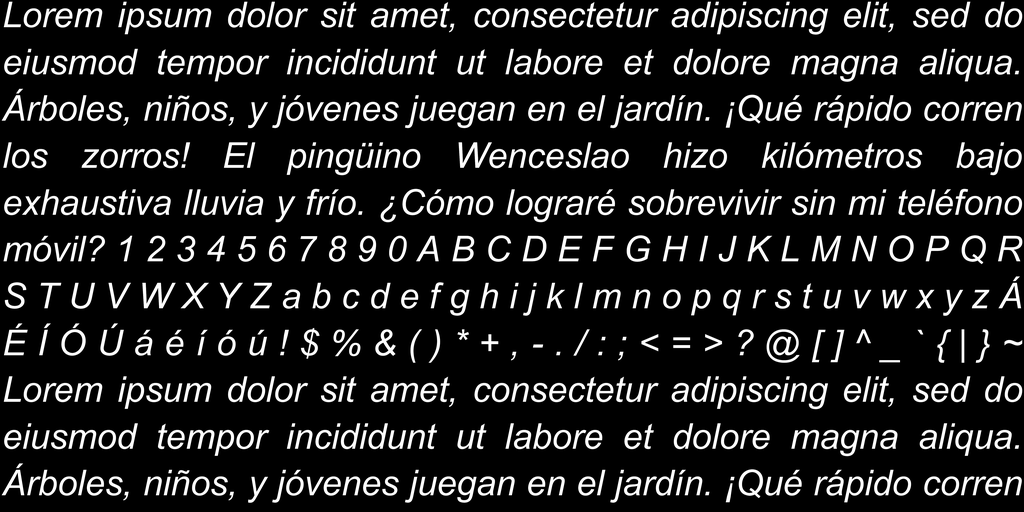 Lorem ipsum dolor sit amet, consectetur adipiscing elit, sed do
eiusmod tempor incididunt ut labore et dolore magna aliqua.
Árboles, niños, y jóvenes juegan en el jardín. ¡Qué rápido corren
los zorros! El pingüino Wenceslao hizo kilómetros bajo
exhaustiva lluvia y frío. ¿Cómo lograré sobrevivir sin mi teléfono
móvil? 1 2 3 4 5 6 7 8 9 0 A B C D E F G H I J K L M N O P Q R
S T U V W X Y Z a b c d e f g h i j k l m n o p q r s t u v w x y z Á
É Í Ó Ú á é í ó ú ! $ % & ( ) * + , - . / : ; < = > ? @ [ ] ^ _ ` { | } ~
Lorem ipsum dolor sit amet, consectetur adipiscing elit, sed do
eiusmod tempor incididunt ut labore et dolore magna aliqua.
Árboles, niños, y jóvenes juegan en el jardín. ¡Qué rápido corren